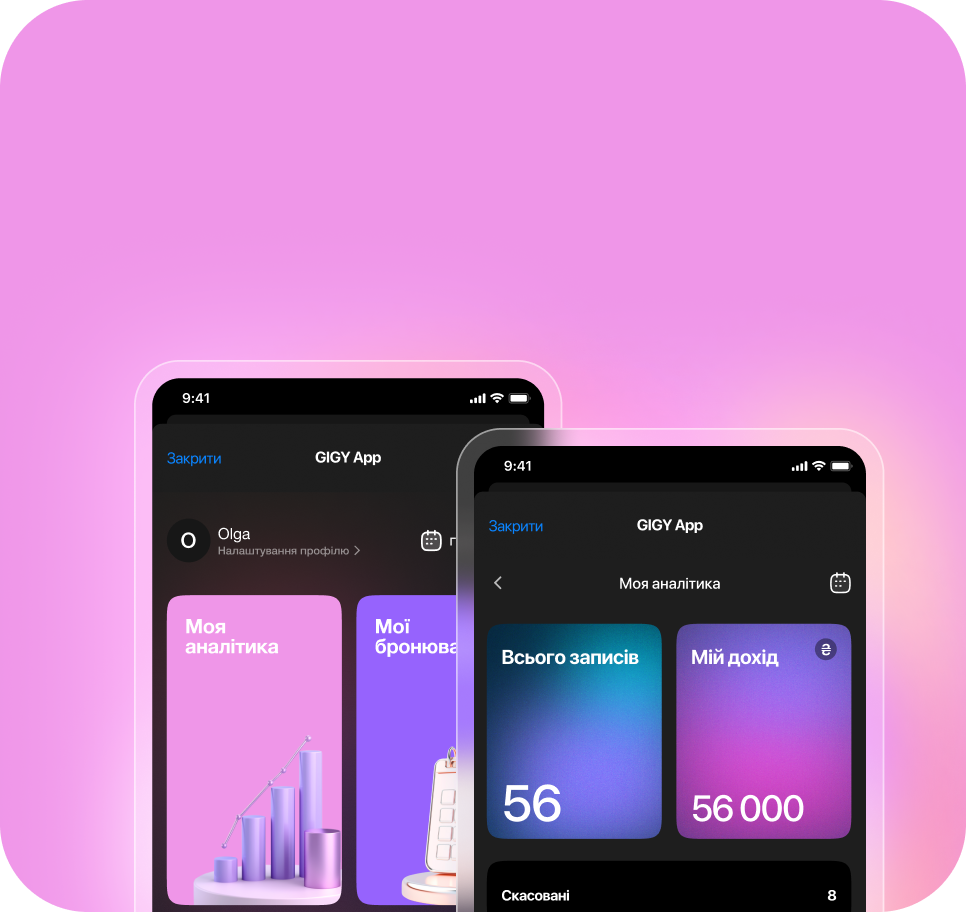 9:41
Закрити
GIGY App
O
Olga
Налаштування профілю
Моя
аналітика
Мої
9:41
Закрити
GIGY App
Моя аналітика
Всього записів
56
Мій дохід
₴
56 000
Скасовані
8